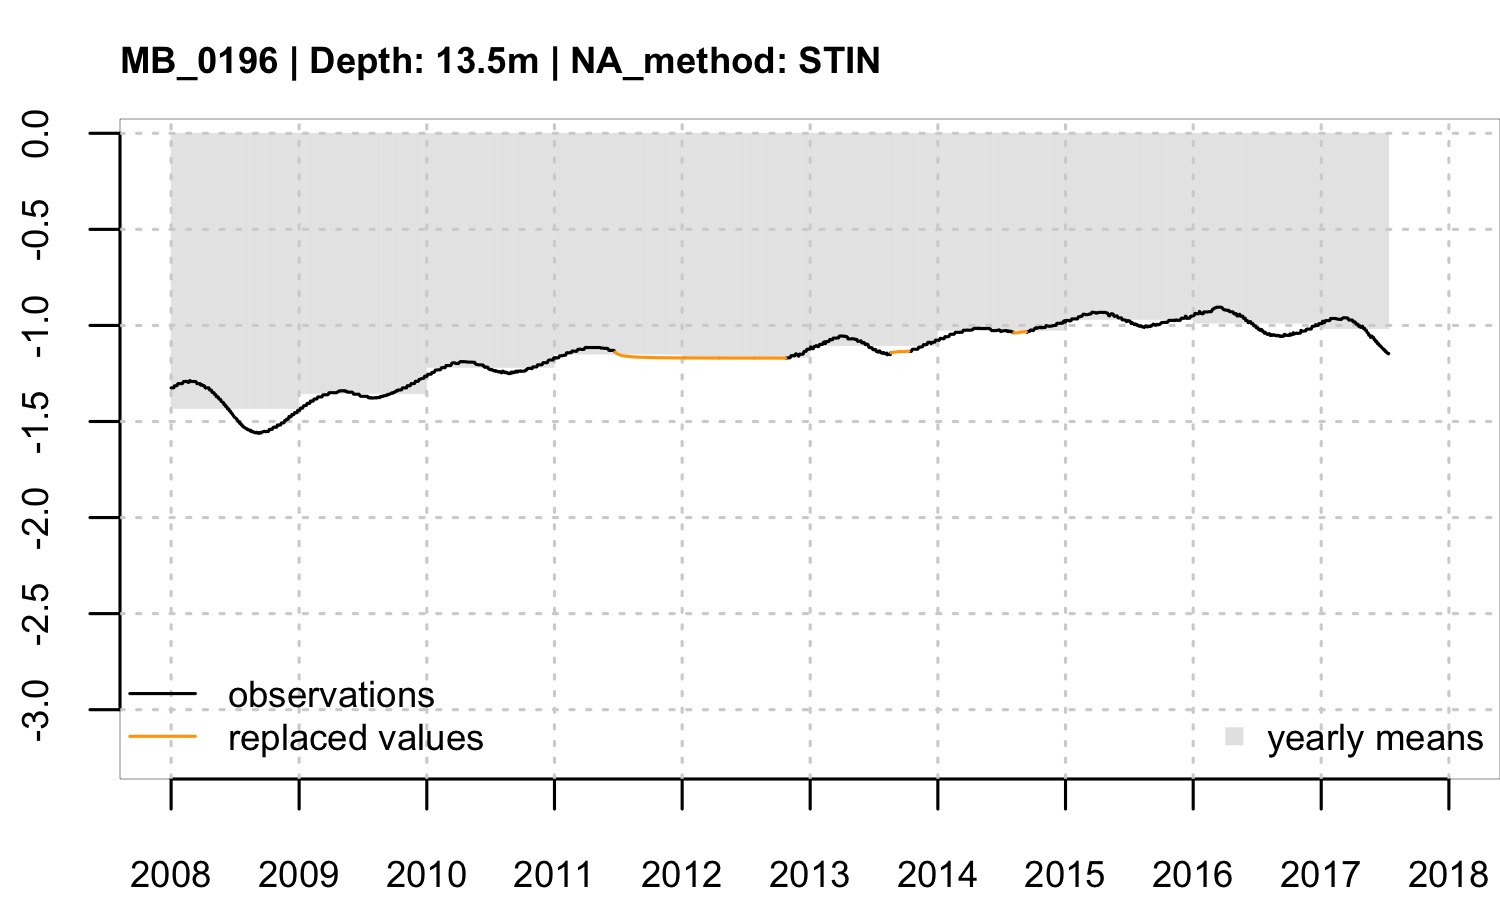 MB_0196 | Depth: 13.5m | NA_method: STIN
0.0
-0.5
-1.0
-1.5
-2.0
-2.5
-3.0
observations
replaced values
yearly means
2008 2009 2010 2011 2012 2013 2014 2015 2016 2017 2018